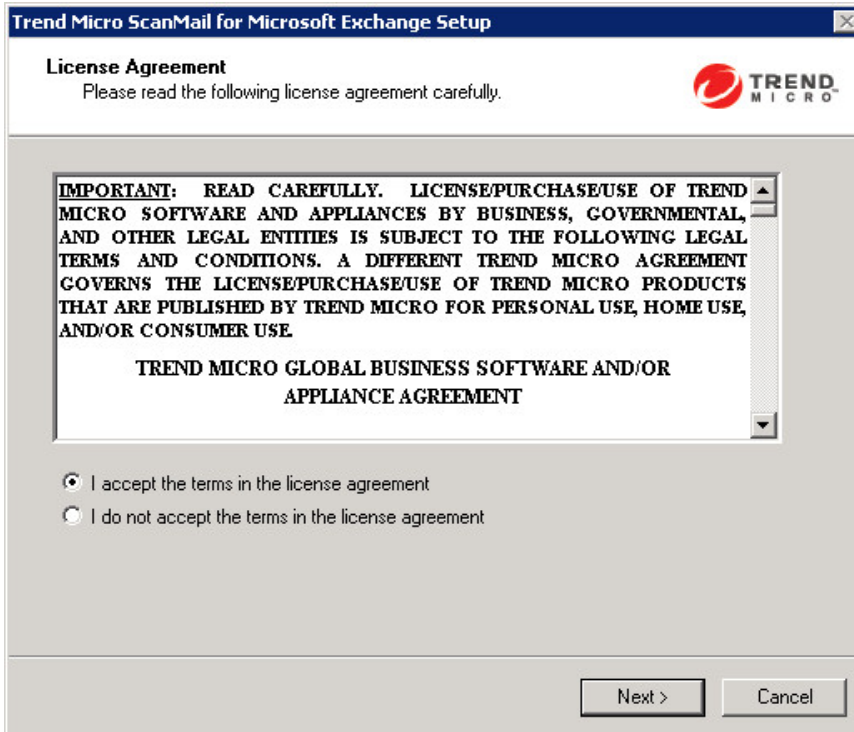 Trend Micro ScanMail for Microsoft Exchange Setup
License Agreement
Please read the following license agreement carefully.
TREND
MICRO™
IMPORTANT: READ CAREFULLY. LICENSE/PURCHASE/USE OF TREND
MICRO SOFTWARE AND APPLIANCES BY BUSINESS, GOVERNMENTAL,
AND OTHER LEGAL ENTITIES IS SUBJECT TO THE FOLLOWING LEGAL
TERMS AND CONDITIONS. A DIFFERENT TREND MICRO AGREEMENT
GOVERNS THE LICENSE/PURCHASE/USE OF TREND MICRO PRODUCTS
THAT ARE PUBLISHED BY TREND MICRO FOR PERSONAL USE, HOME USE,
AND/OR CONSUMER USE.
TREND MICRO GLOBAL BUSINESS SOFTWARE AND/OR
APPLIANCE AGREEMENT
I accept the terms in the license agreement
I do not accept the terms in the license agreement
Next >
Cancel